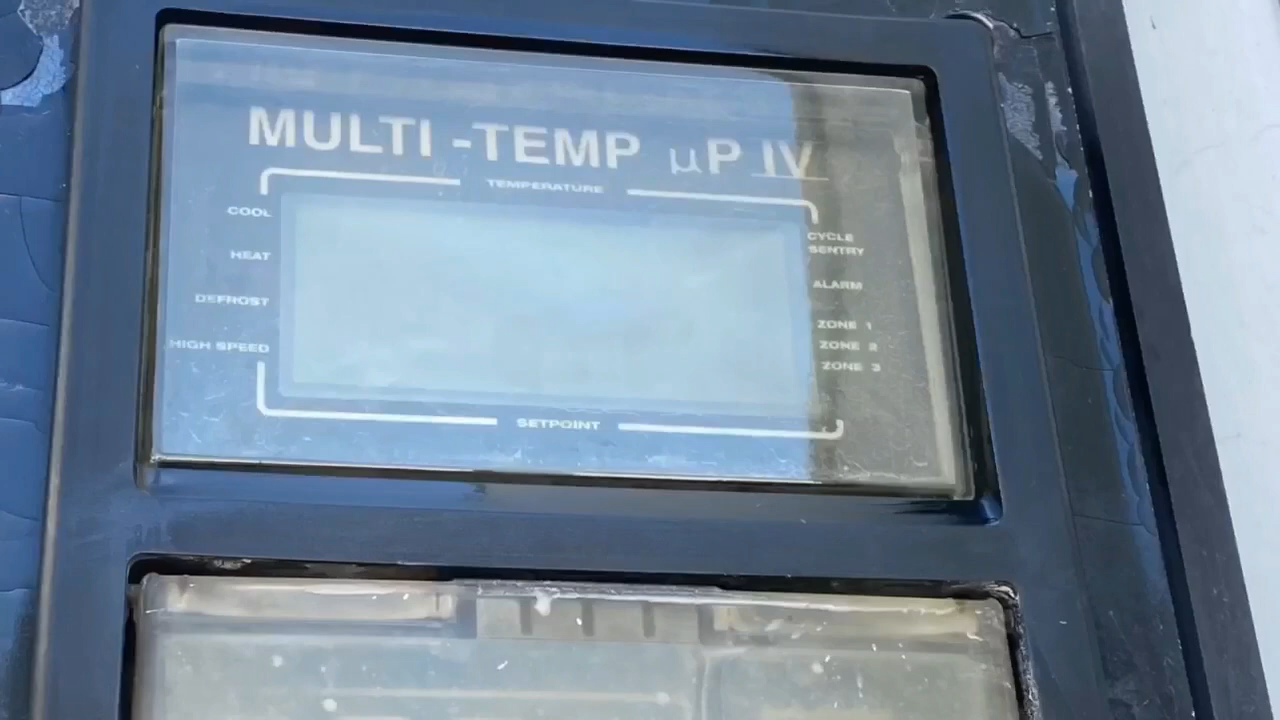 MULTI-TEMP µP IV
TEMPERATURE
COOL
HEAT
DEFROST
HIGH SPEED
CYCLE
SENTRY
ALARM
ZONE 1
ZONE 2
ZONE 3
SETPOINT